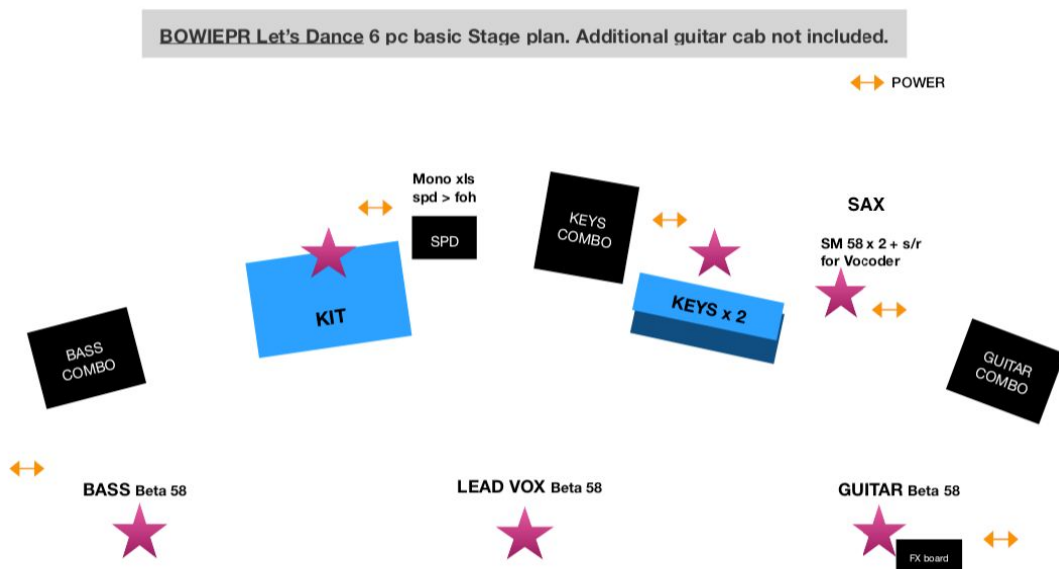 BOWIEPR Let's Dance 6 pc basic Stage plan. Additional guitar cab not included.
POWER
Mono xls
spd > foh
SPD
KEYS
COMBO
SAX
SM 58 x 2 + s/r
for Vocoder
KIT
KEYS x 2
BASS
COMBO
GUITAR
COMBO
BASS Beta 58
LEAD VOX Beta 58
GUITAR Beta 58
FX board